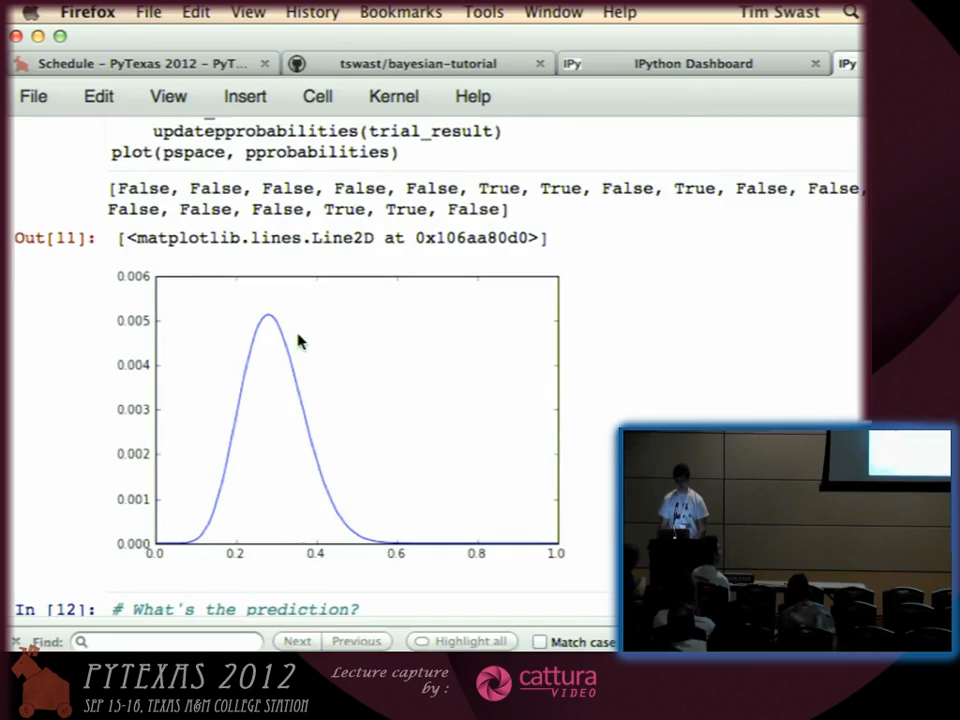 Firefox File Edit View History Bookmarks Tools Window Help Tim Swast
Schedule - PyTexas 2012 - PyT... × tswast/bayesian-tutorial × IPy IPython Dashboard × IPy
File Edit View Insert Cell Kernel Help
updatepprobabilities(trial_result)
plot(pspace, pprobabilities)
[False, False, False, False, False, True, True, False, True, False, False,
False, False, False, True, True, False]
Out[11]: [<matplotlib.lines.Line2D at 0x106aa80d0>]
0.006
0.005
0.004
0.003
0.002
0.001
0.000
0.0 0.2 0.4 0.6 0.8 1.0
In [12]: # What's the prediction?
× Find: Next Previous Highlight all Match case
PYTEXAS 2012
SEP 15-16, TEXAS A&M COLLEGE STATION
Lecture capture
by :
cattura
VIDEO